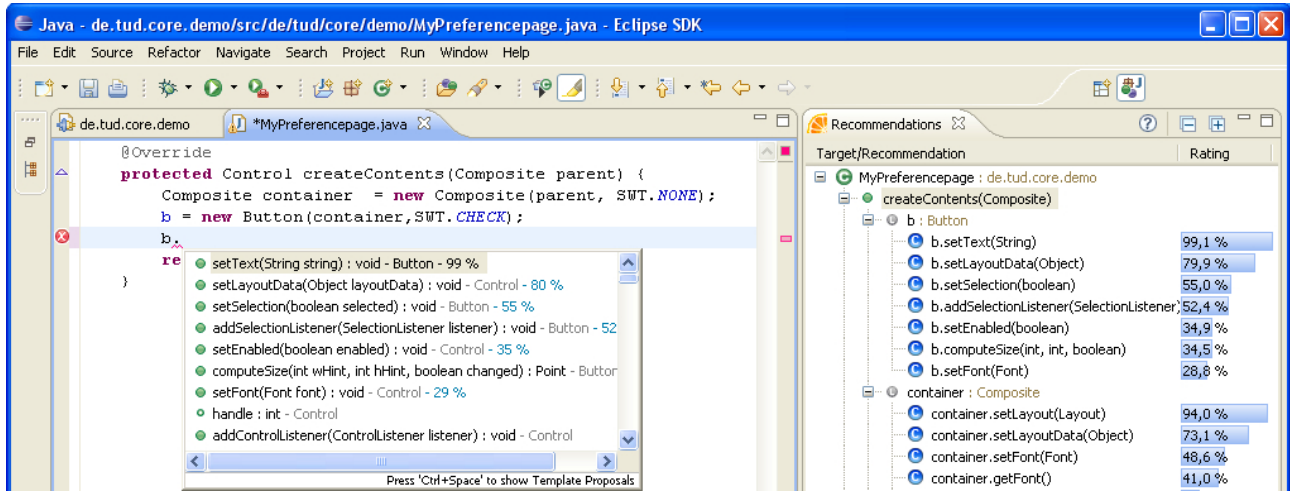 Java - de.tud.core.demo/src/de/tud/core/demo/MyPreferencepage.java - Eclipse SDK
File Edit Source Refactor Navigate Search Project Run Window Help
de.tud.core.demo
*MyPreferencepage.java
@Override
protected Control createContents(Composite parent) {
Composite container = new Composite(parent, SWT.NONE);
b = new Button(container,SWT.CHECK);
b.
re
}
setText(String string) : void - Button - 99 %
setLayoutData(Object layoutData) : void - Control - 80 %
setSelection(boolean selected) : void - Button - 55 %
addSelectionListener(SelectionListener listener) : void - Button - 52
setEnabled(boolean enabled) : void - Control - 35 %
computeSize(int wHint, int hHint, boolean changed) : Point - Button
setFont(Font font) : void - Control - 29 %
handle : int - Control
addControlListener(ControlListener listener) : void - Control
Press 'Ctrl+Space' to show Template Proposals
Recommendations
Target/Recommendation Rating
MyPreferencepage : de.tud.core.demo
createContents(Composite)
b : Button
b.setText(String) 99,1 %
b.setLayoutData(Object) 79,9 %
b.setSelection(boolean) 55,0 %
b.addSelectionListener(SelectionListener) 52,4 %
b.setEnabled(boolean) 34,9 %
b.computeSize(int, int, boolean) 34,5 %
b.setFont(Font) 28,8 %
container : Composite
container.setLayout(Layout) 94,0 %
container.setLayoutData(Object) 73,1 %
container.setFont(Font) 48,6 %
container.getFont() 41,0 %